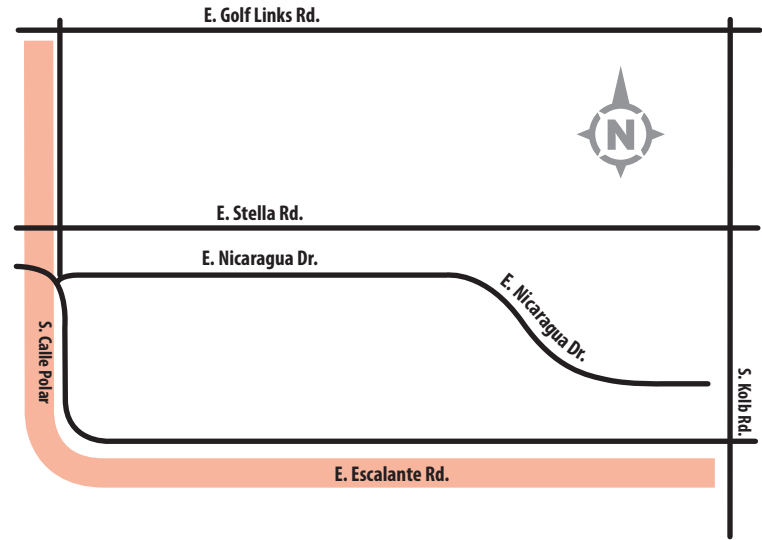 E. Golf Links Rd.
N
E. Stella Rd.
E. Nicaragua Dr.
E. Nicaragua Dr.
S. Calle Polar
S. Kolb Rd.
E. Escalante Rd.